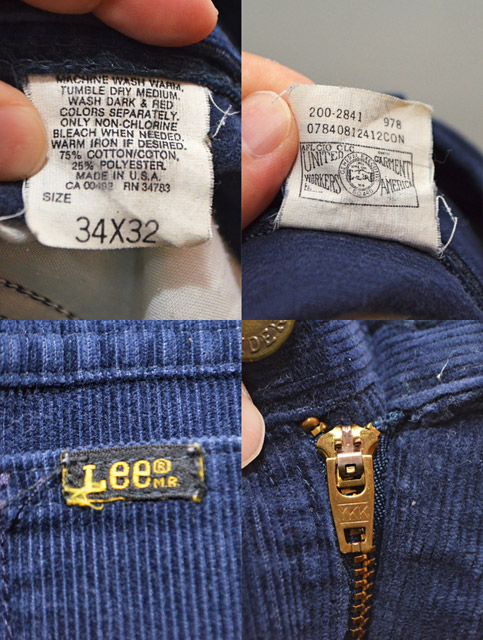 MACHINE WASH WARM.
TUMBLE DRY MEDIUM.
WASH DARK & RED
COLORS SEPARATELY.
ONLY NON-CHLORINE
BLEACH WHEN NEEDED.
WARM IRON IF DESIRED.
75% COTTON/COTON,
25% POLYESTER.
MADE IN U.S.A.
CA 00493 RN 34783
SIZE
34X32
200-2841 978
07840812412CON
AFL CIO CLC
UNITED GARMENT
WORKERS AMERICA
Lee®
M.R.
YKK